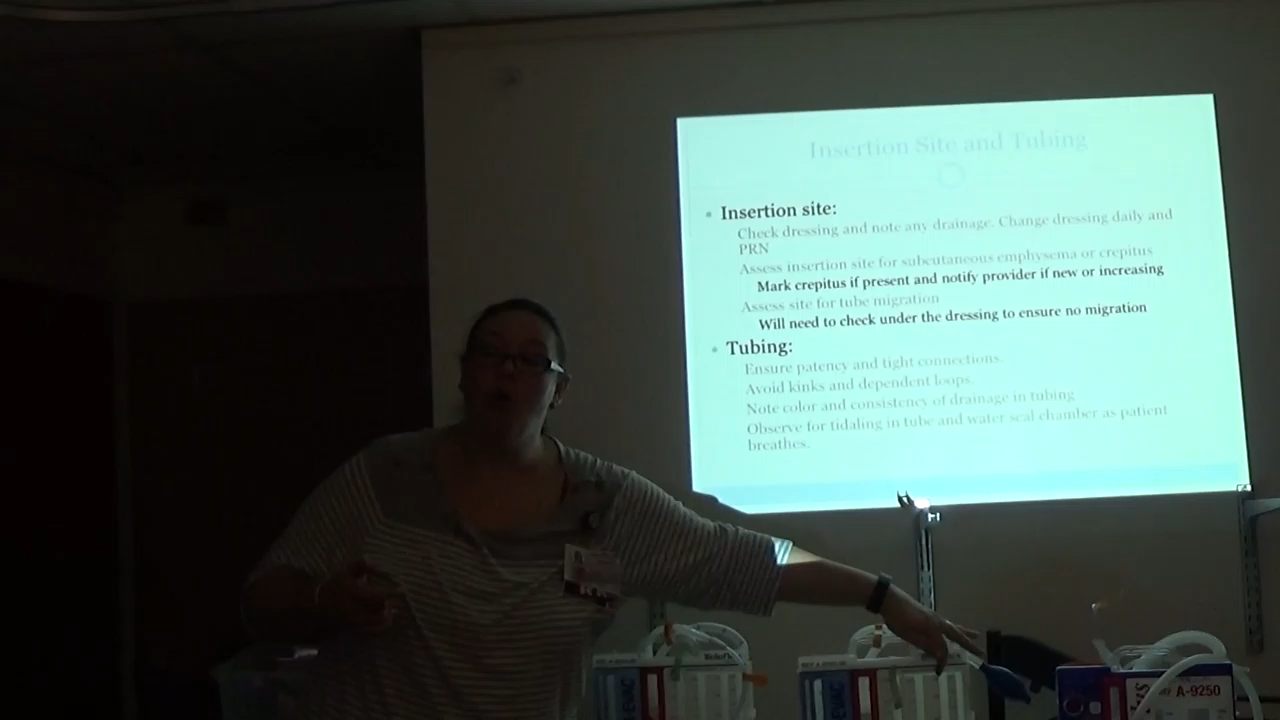 Insertion Site and Tubing
Insertion site:
Check dressing and note any drainage. Change dressing daily and
PRN
Assess insertion site for subcutaneous emphysema or crepitus
Mark crepitus if present and notify provider if new or increasing
Assess site for tube migration
Will need to check under the dressing to ensure no migration
Tubing:
Ensure patency and tight connections.
Avoid kinks and dependent loops.
Note color and consistency of drainage in tubing
Observe for tidaling in tube and water seal chamber as patient
breathes.
A-9250